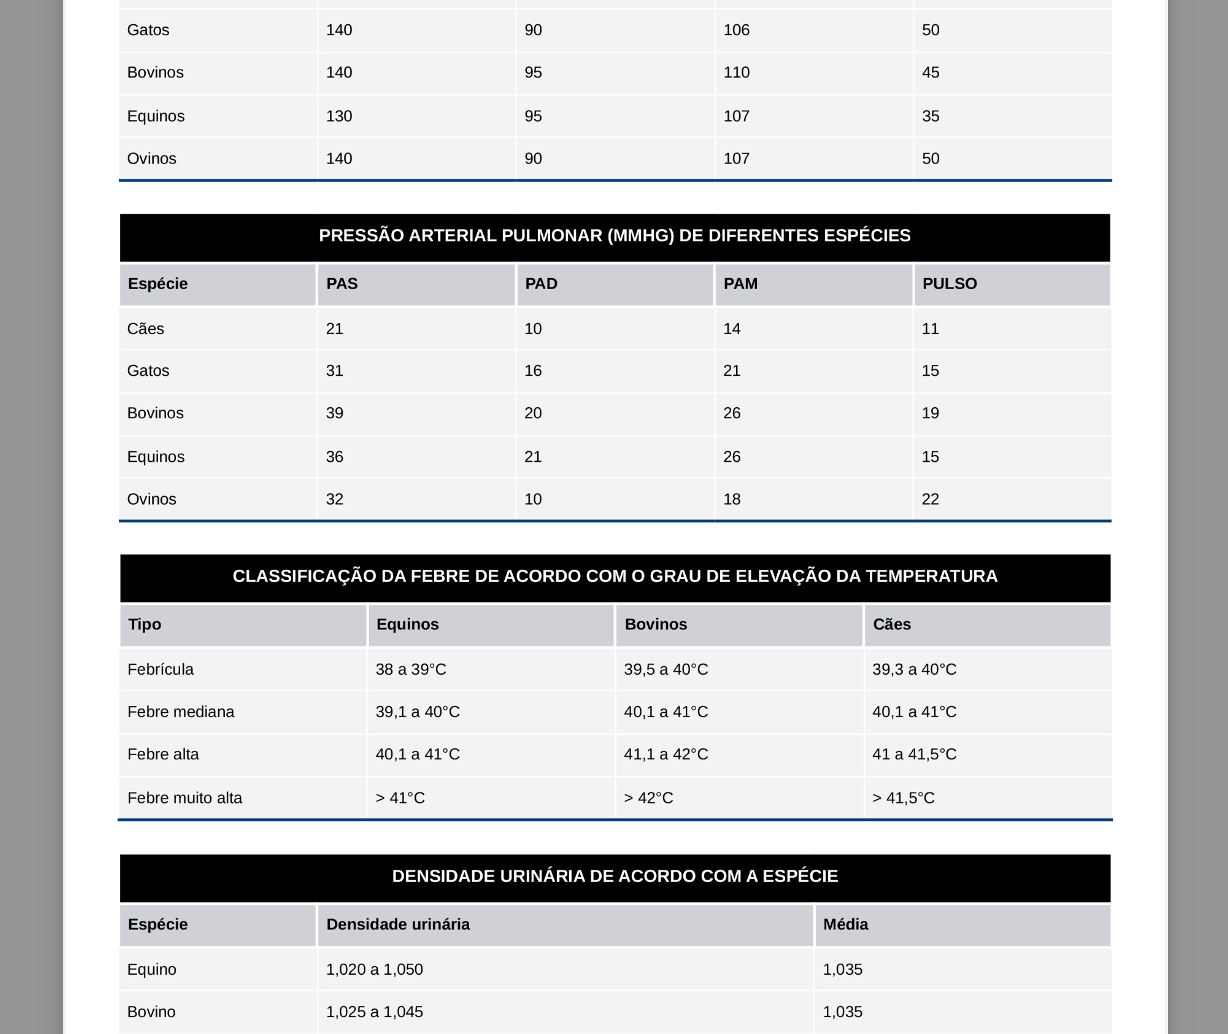 Gatos 140 90 106 50
Bovinos 140 95 110 45
Equinos 130 95 107 35
Ovinos 140 90 107 50
PRESSÃO ARTERIAL PULMONAR (MMHG) DE DIFERENTES ESPÉCIES
Espécie PAS PAD PAM PULSO
Cães 21 10 14 11
Gatos 31 16 21 15
Bovinos 39 20 26 19
Equinos 36 21 26 15
Ovinos 32 10 18 22
CLASSIFICAÇÃO DA FEBRE DE ACORDO COM O GRAU DE ELEVAÇÃO DA TEMPERATURA
Tipo Equinos Bovinos Cães
Febrícula 38 a 39°C 39,5 a 40°C 39,3 a 40°C
Febre mediana 39,1 a 40°C 40,1 a 41°C 40,1 a 41°C
Febre alta 40,1 a 41°C 41,1 a 42°C 41 a 41,5°C
Febre muito alta > 41°C > 42°C > 41,5°C
DENSIDADE URINÁRIA DE ACORDO COM A ESPÉCIE
Espécie Densidade urinária Média
Equino 1,020 a 1,050 1,035
Bovino 1,025 a 1,045 1,035